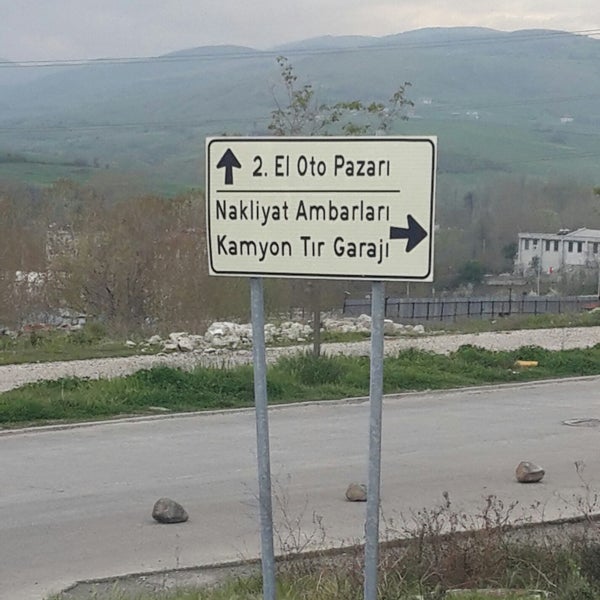 2. El Oto Pazarı
Nakliyat Ambarları
Kamyon Tır Garajı